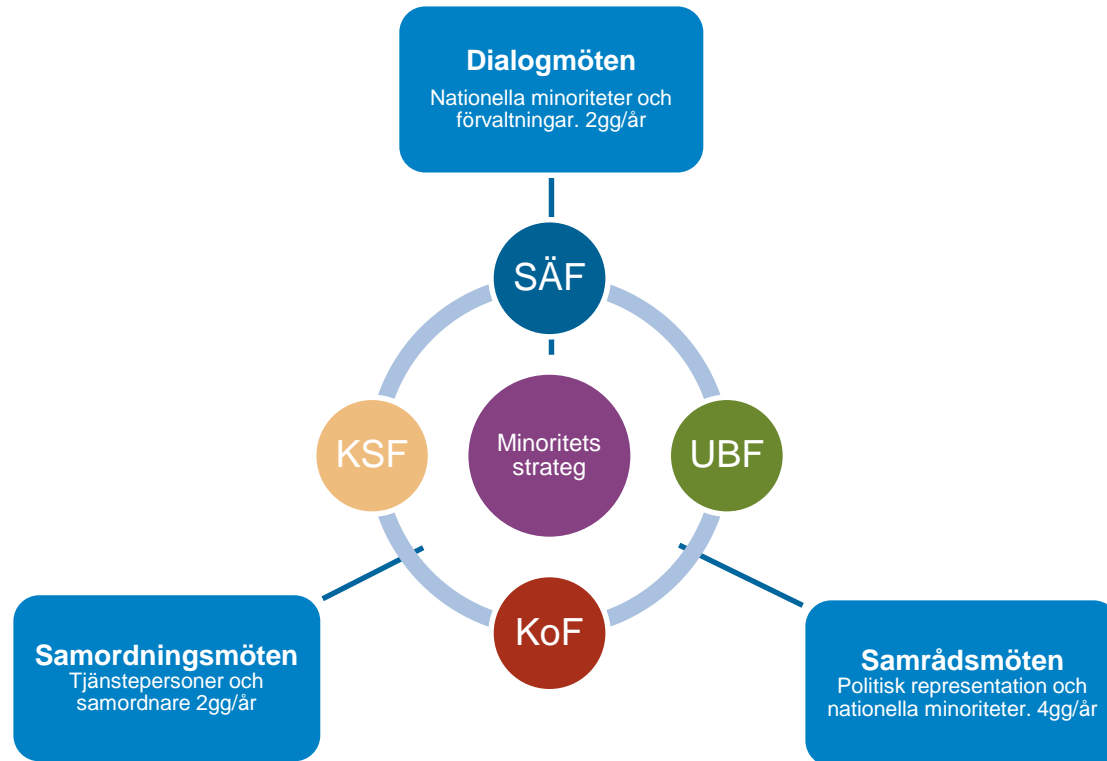 Dialogmöten
Nationella minoriteter och
förvaltningar. 2gg/år
SÄF
KSF
Minoritets
strateg
UBF
KoF
Samordningsmöten
Tjänstepersoner och
samordnare 2gg/år
Samrådsmöten
Politisk representation och
nationella minoriteter. 4gg/år